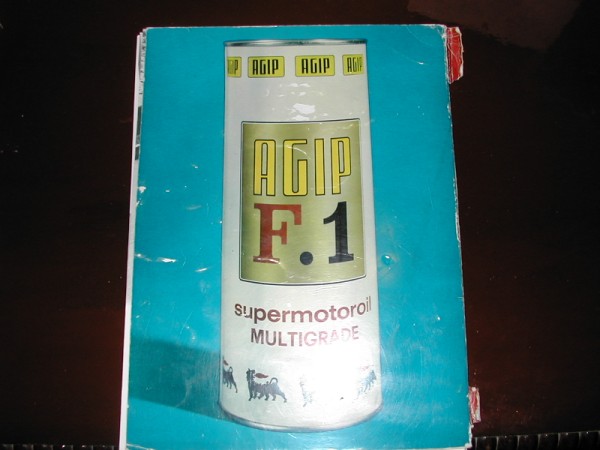 AGIP AGIP AGIP AGIP
AGIP
F.1
supermotoroil
MULTIGRADE